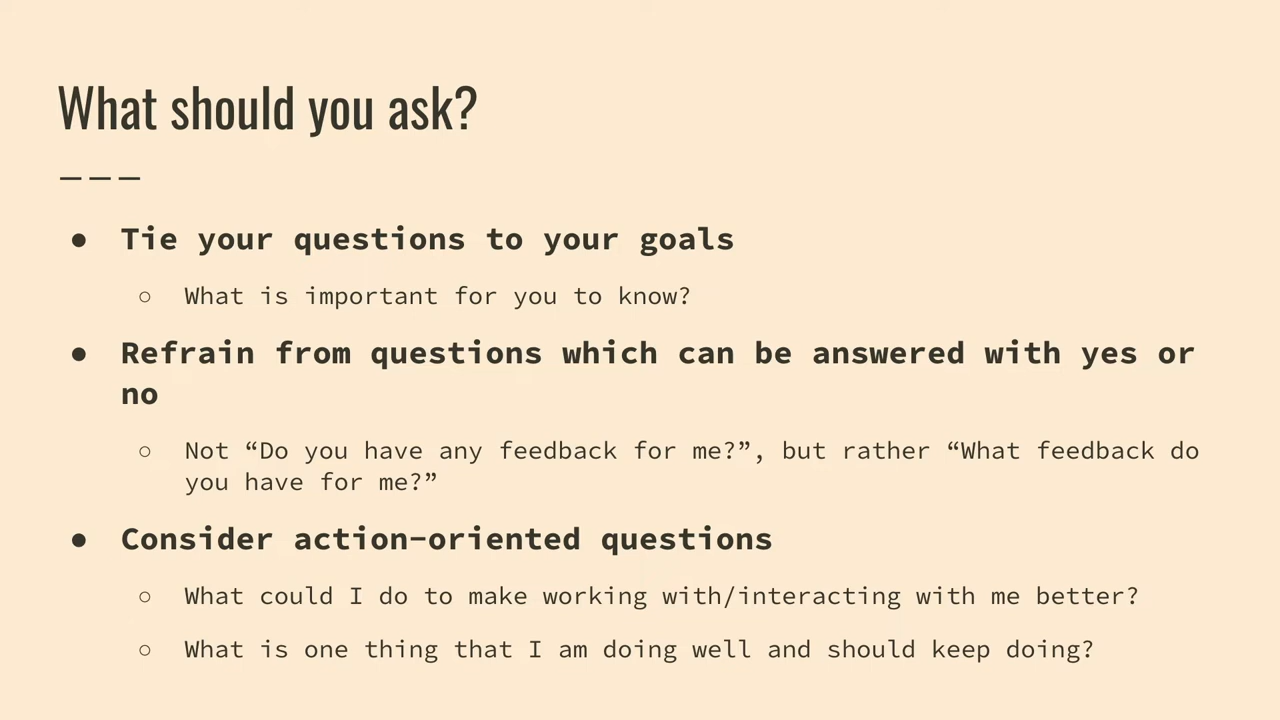 What should you ask?
● Tie your questions to your goals
○ What is important for you to know?
● Refrain from questions which can be answered with yes or
no
○ Not “Do you have any feedback for me?”, but rather “What feedback do
you have for me?”
● Consider action-oriented questions
○ What could I do to make working with/interacting with me better?
○ What is one thing that I am doing well and should keep doing?